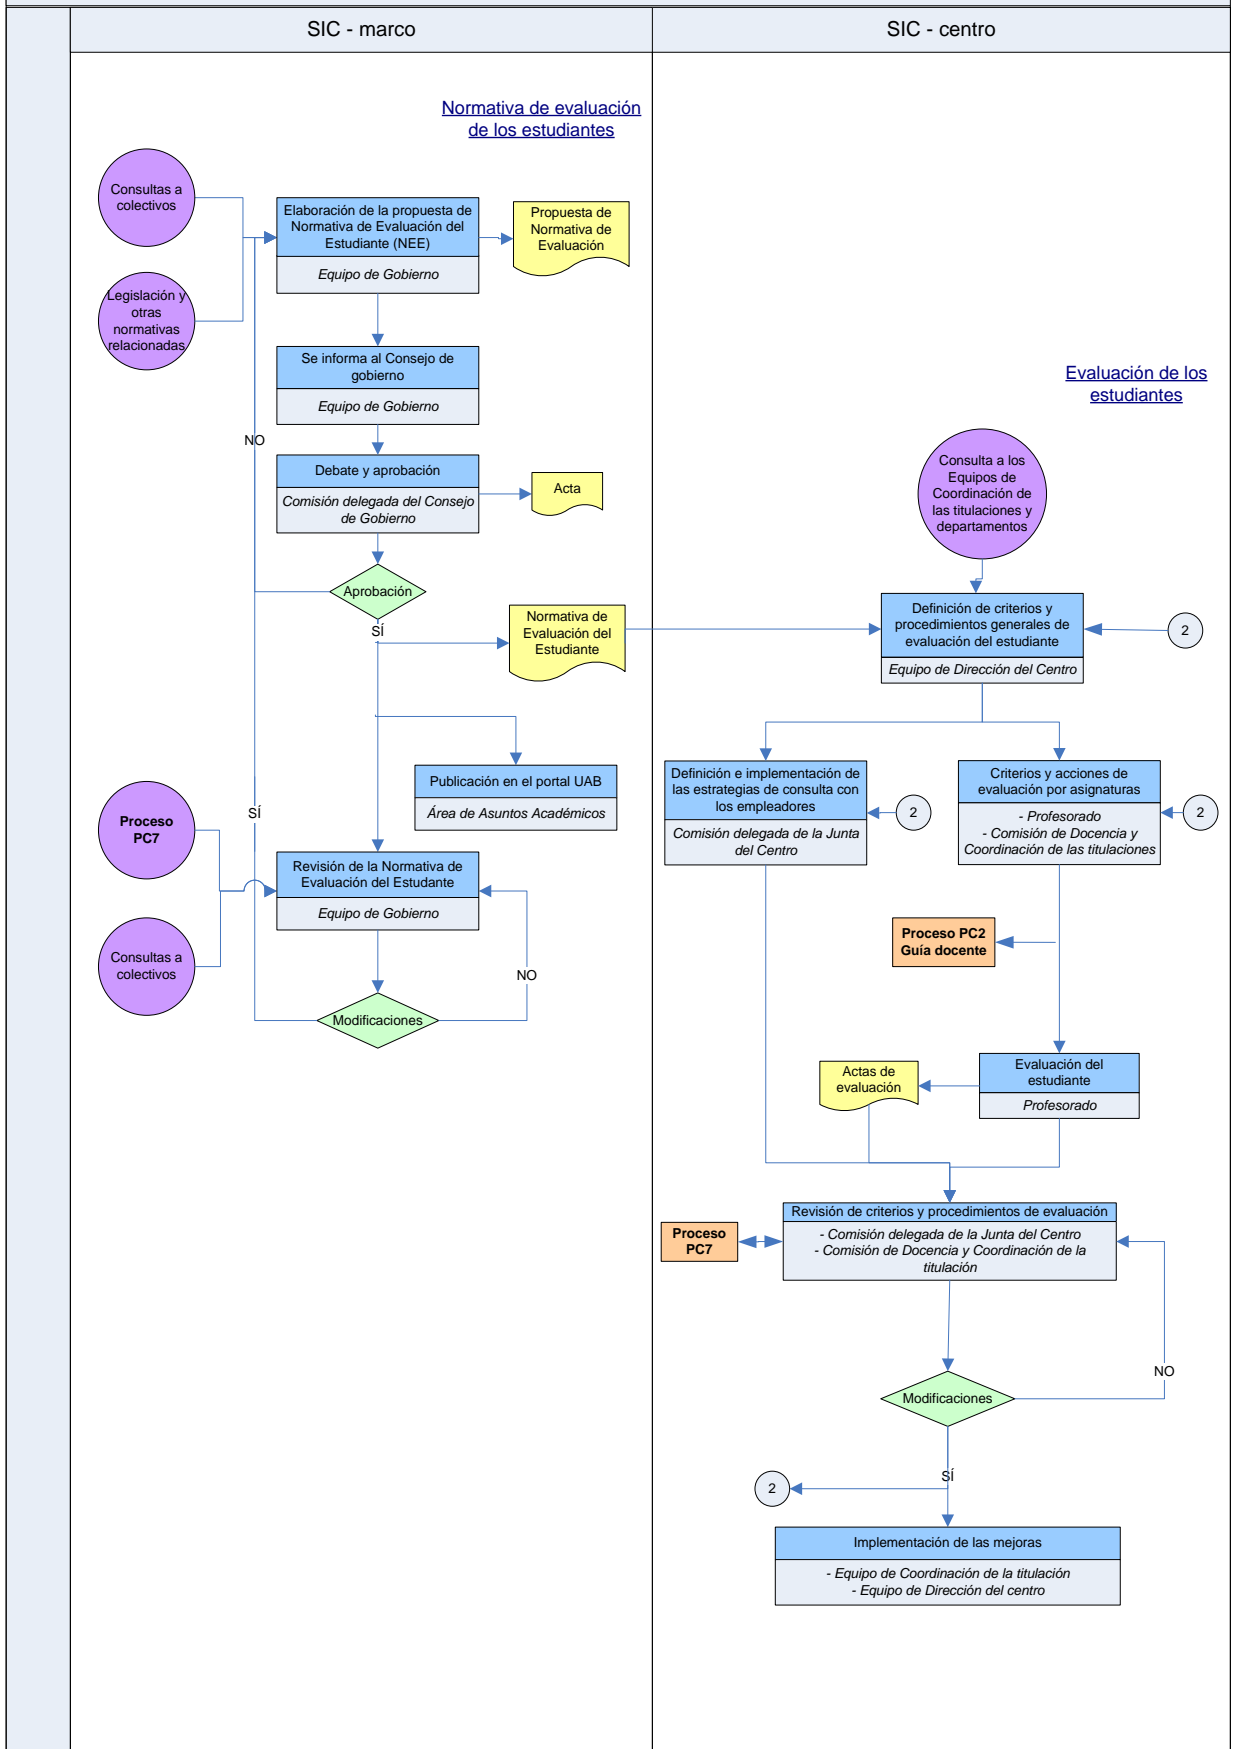 SIC - marco
SIC - centro
Normativa de evaluación
de los estudiantes
Consultas a
colectivos
Elaboración de la propuesta de
Normativa de Evaluación del
Estudiante (NEE)
Equipo de Gobierno
Propuesta de
Normativa de
Evaluación
Legislación y
otras
normativas
relacionadas
Se informa al Consejo de
gobierno
Equipo de Gobierno
NO
Debate y aprobación
Comisión delegada del Consejo
de Gobierno
Acta
Aprobación
SÍ
Normativa de
Evaluación del
Estudiante
Publicación en el portal UAB
Área de Asuntos Académicos
SÍ
Proceso
PC7
Revisión de la Normativa de
Evaluación del Estudante
Equipo de Gobierno
Consultas a
colectivos
NO
Modificaciones
Evaluación de los
estudiantes
Consulta a los
Equipos de
Coordinación de
las titulaciones y
departamentos
Definición de criterios y
procedimientos generales de
evaluación del estudiante
Equipo de Dirección del Centro
2
Definición e implementación de
las estrategias de consulta con
los empleadores
Comisión delegada de la Junta
del Centro
2
Criterios y acciones de
evaluación por asignaturas
- Profesorado
- Comisión de Docencia y
Coordinación de las titulaciones
2
Proceso PC2
Guía docente
Actas de
evaluación
Evaluación del
estudiante
Profesorado
Revisión de criterios y procedimientos de evaluación
- Comisión delegada de la Junta del Centro
- Comisión de Docencia y Coordinación de la
titulación
Proceso
PC7
NO
Modificaciones
SÍ
2
Implementación de las mejoras
- Equipo de Coordinación de la titulación
- Equipo de Dirección del centro